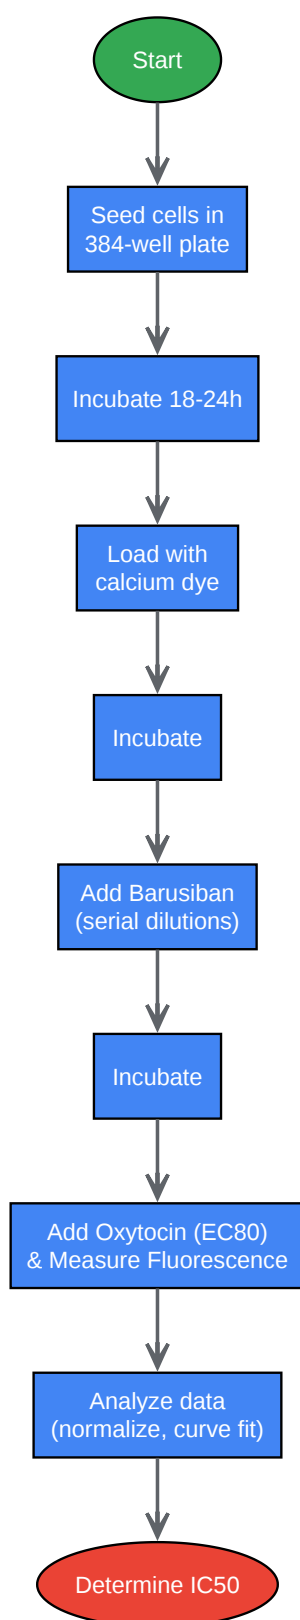 Start
Seed cells in
384-well plate
Incubate 18-24h
Load with
calcium dye
Incubate
Add Barusiban
(serial dilutions)
Incubate
Add Oxytocin (EC80)
& Measure Fluorescence
Analyze data
(normalize, curve fit)
Determine IC50